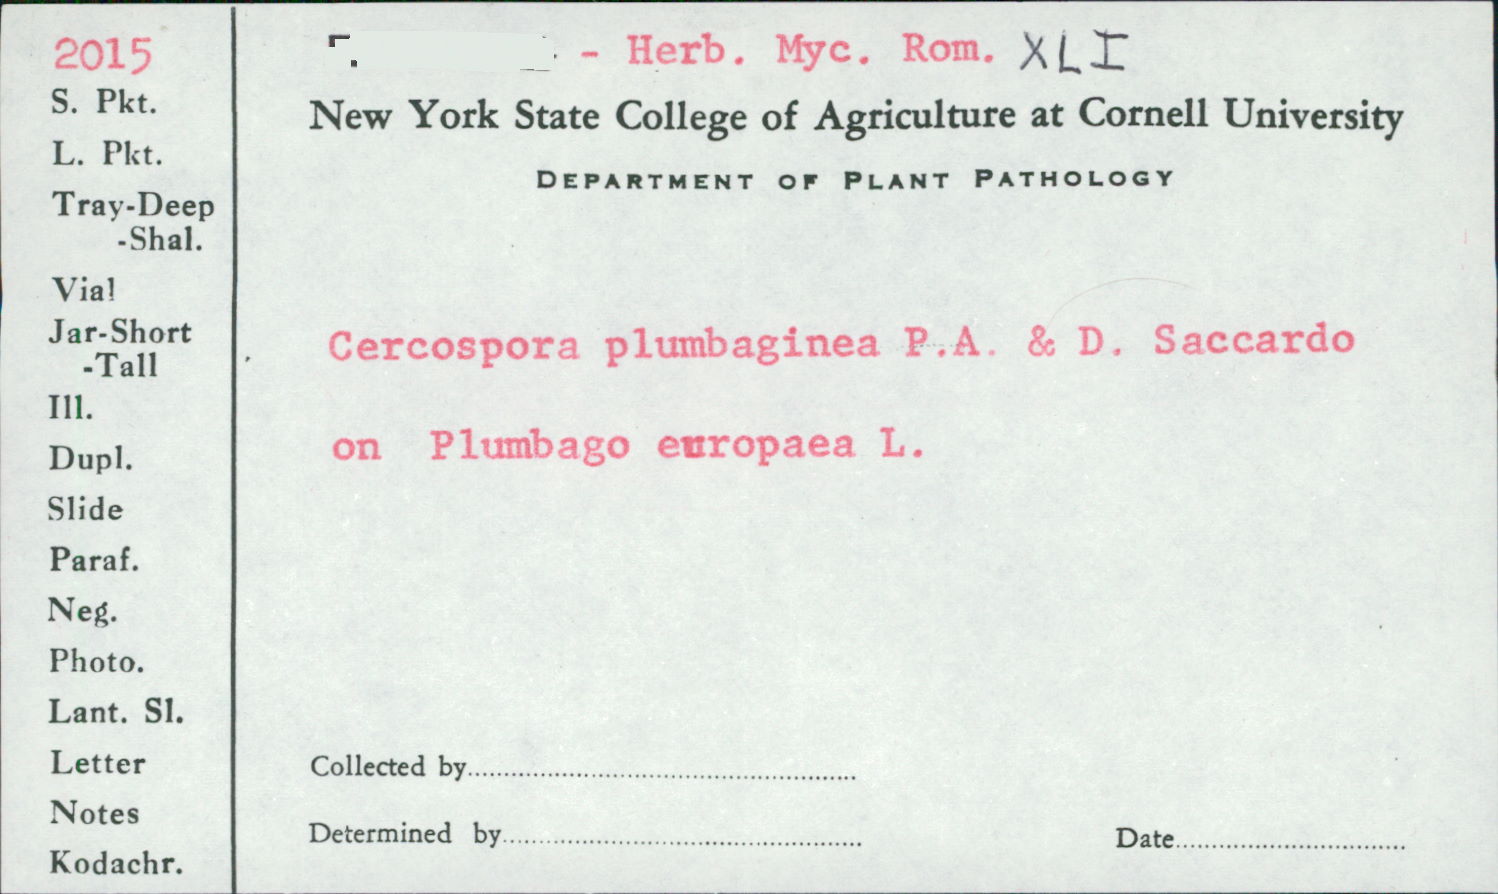 2015
- Herb. Myc. Rom. XLI
New York State College of Agriculture at Cornell University
DEPARTMENT OF PLANT PATHOLOGY
S. Pkt.
L. Pkt.
Tray-Deep
-Shal.
Vial
Jar-Short
-Tall
Ill.
Dupl.
Slide
Paraf.
Neg.
Photo.
Lant. Sl.
Letter
Notes
Kodachr.
Cercospora plumbaginea P.A. & D. Saccardo
on Plumbago europaea L.
Collected by
Determined by
Date